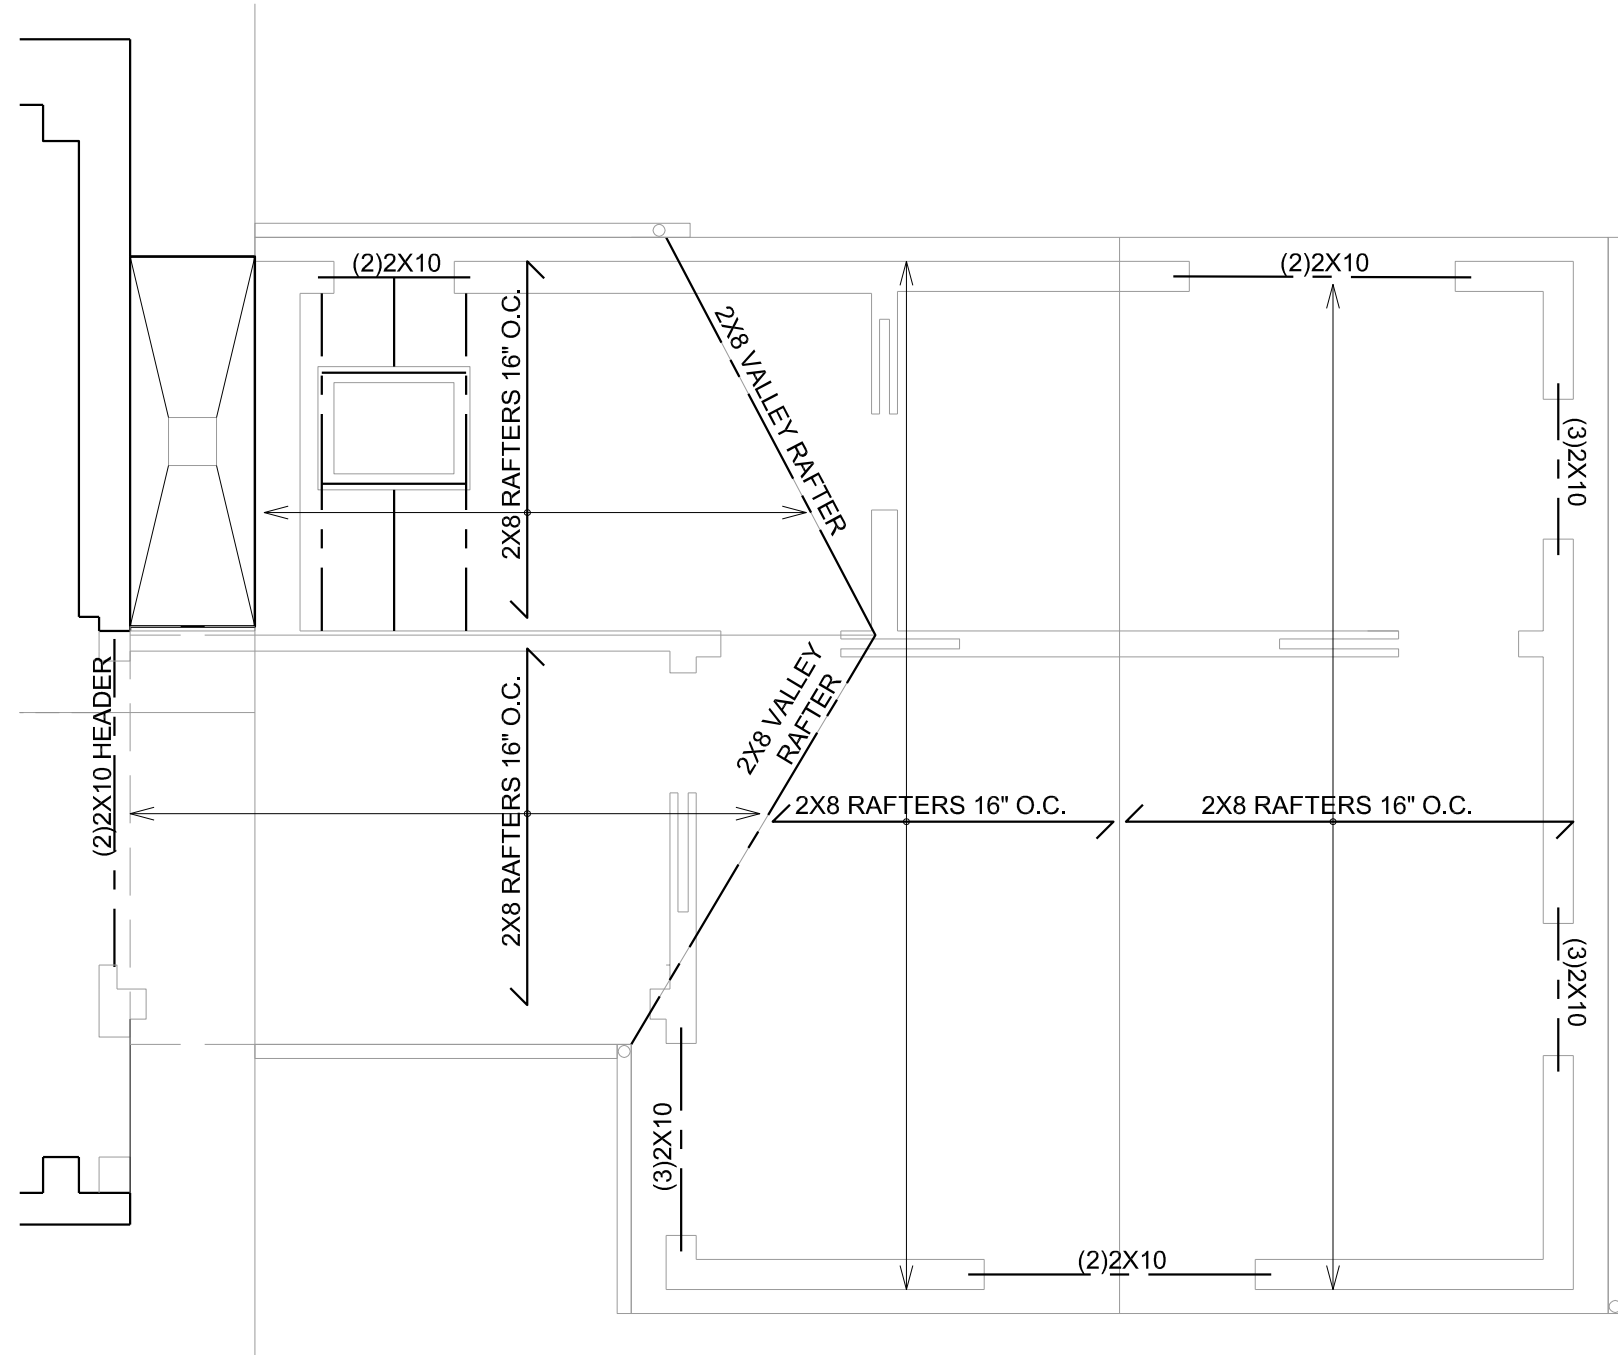 (2)2X10
(2)2X10
2X8 RAFTERS 16" O.C.
2X8 VALLEY RAFTER
(3)2X10
(2)2X10 HEADER
2X8 RAFTERS 16" O.C.
2X8 VALLEY
RAFTER
2X8 RAFTERS 16" O.C.
2X8 RAFTERS 16" O.C.
(3)2X10
(3)2X10
(2)2X10